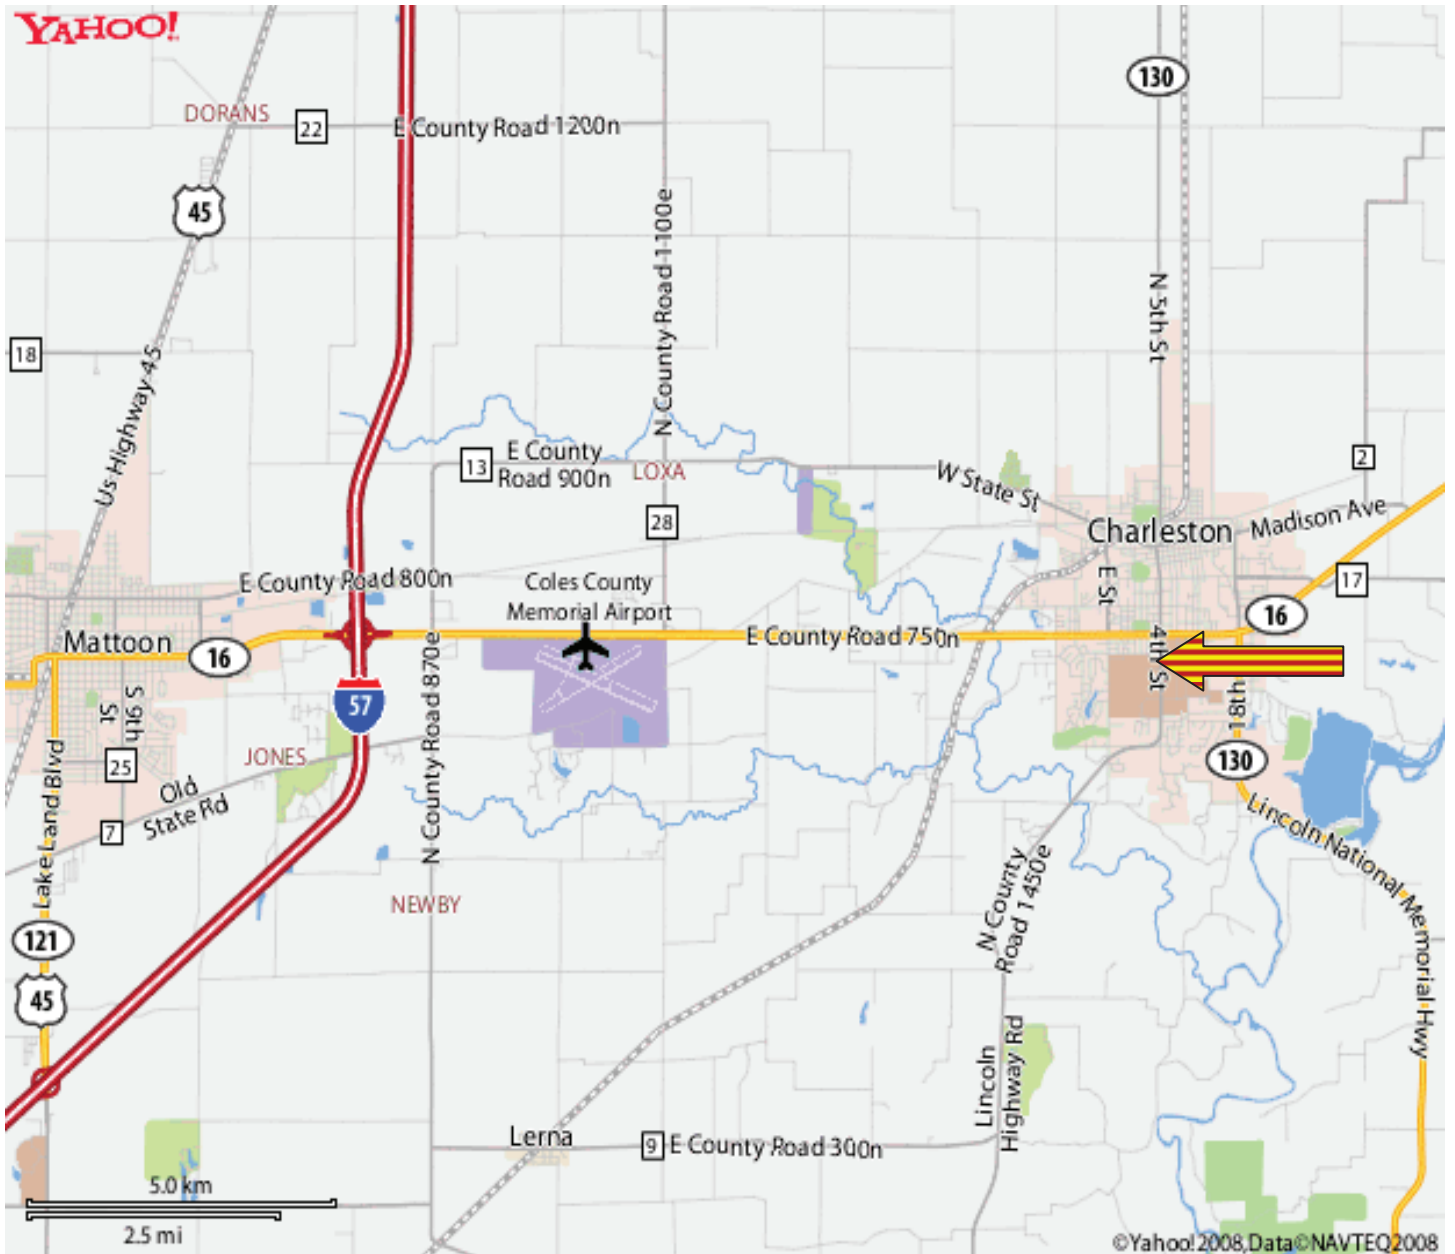 YAHOO!
130
DORANS
22
E County Road 1200n
45
N County Road 1100e
N 5th St
18
Us Highway 45
13
E County
Road 900n
LOXA
W State St
2
28
Charleston
Madison Ave
E County Road 800n
Coles County
Memorial Airport
E St
17
16
Mattoon
16
E County Road 750n
4th St
57
S 9th
St
N County Road 870e
18th
JONES
25
130
Old
State Rd
7
Lake Land Blvd
Lincoln National Memorial Hwy
NEWBY
N County
Road 1450e
121
45
Lincoln
Highway Rd
Lerna
9
E County Road 300n
5.0 km
2.5 mi
©Yahoo! 2008, Data©NAVTEQ2008